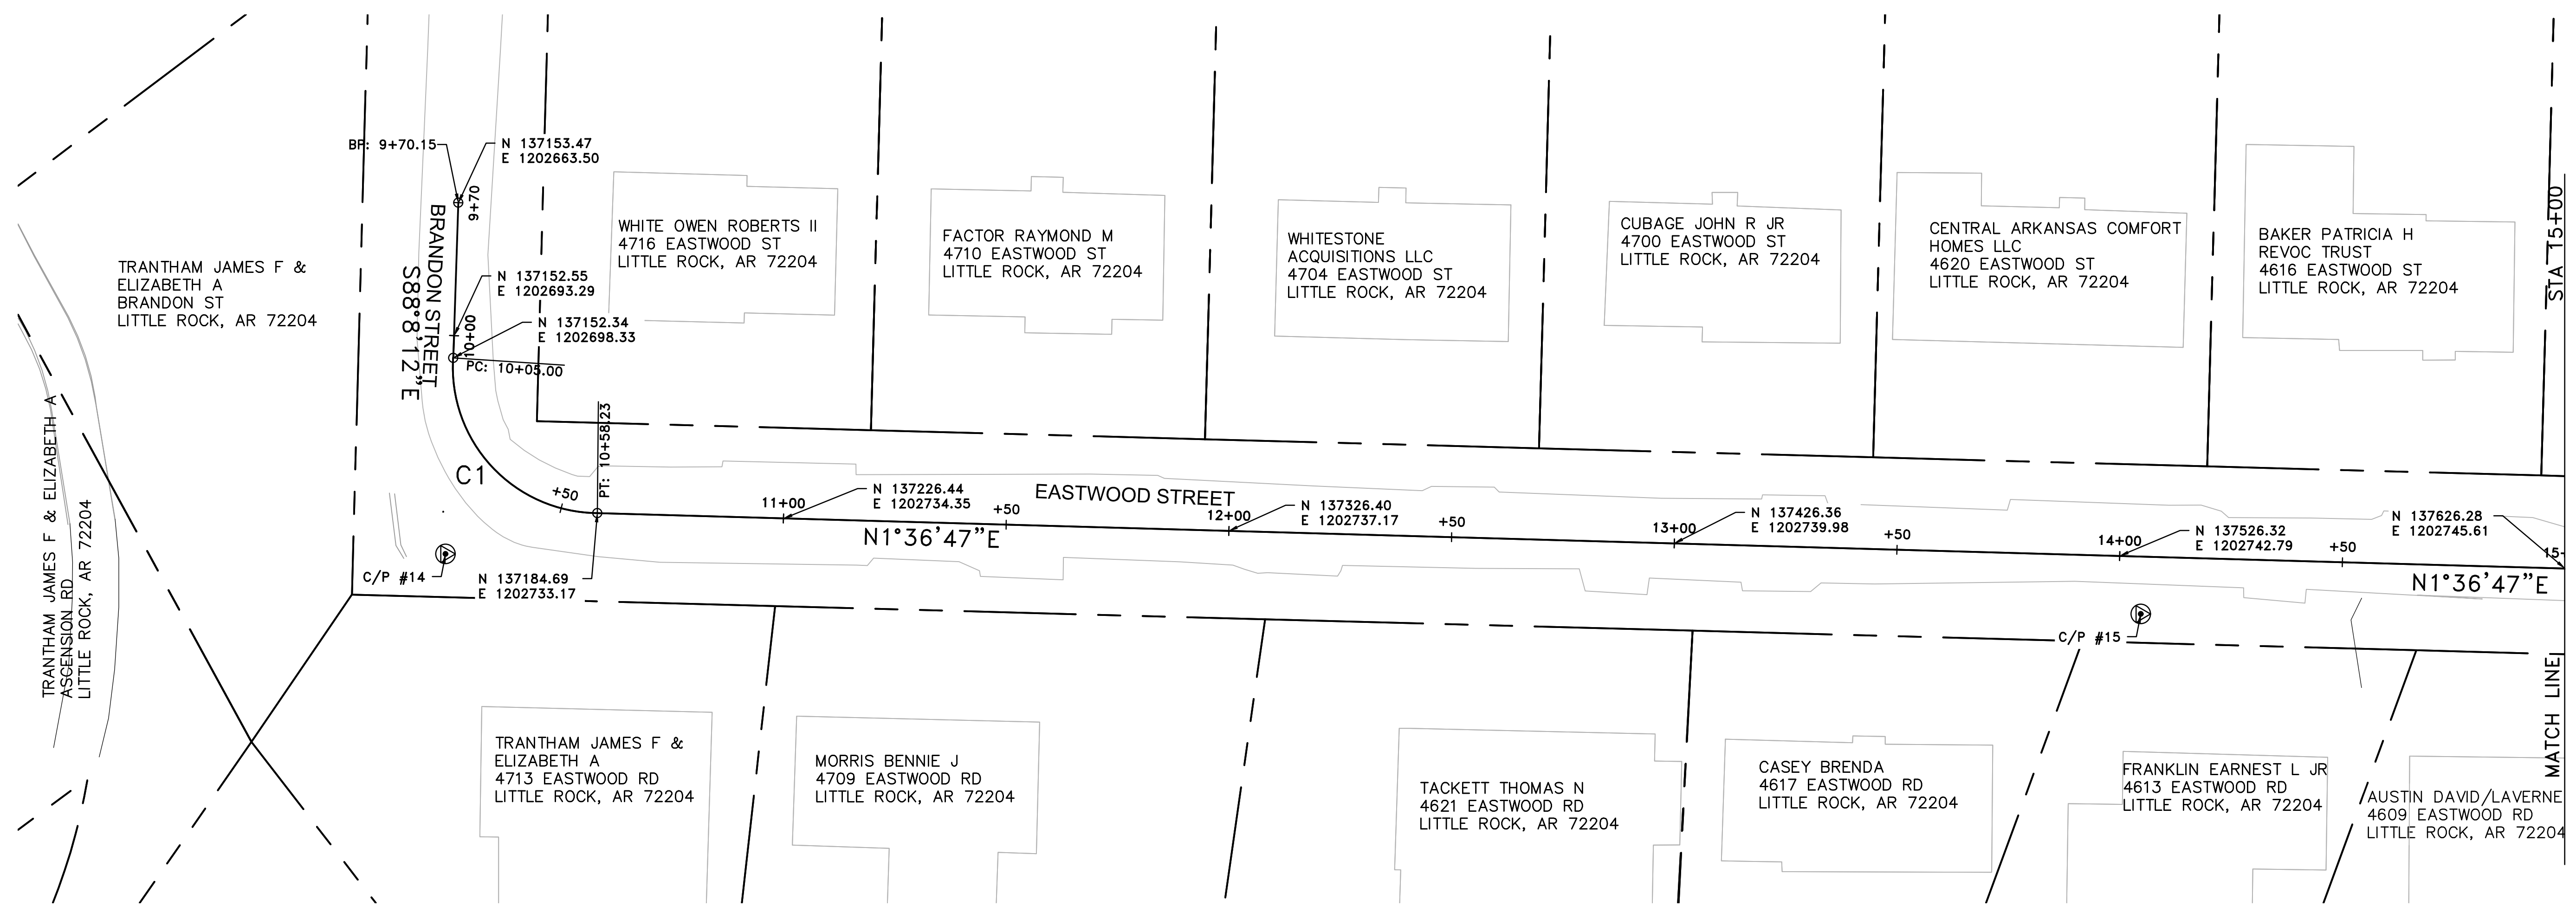 BP: 9+70.15
N 137153.47
E 1202663.50
9+70
BRANDON STREET
S88°8'12"E
N 137152.55
E 1202693.29
10+00
N 137152.34
E 1202698.33
PC: 10+05.00
PT: 10+58.23
C1
+50
TRANTHAM JAMES F &
ELIZABETH A
BRANDON ST
LITTLE ROCK, AR 72204
TRANTHAM JAMES F & ELIZABETH A
ASCENSION RD
LITTLE ROCK, AR 72204
WHITE OWEN ROBERTS II
4716 EASTWOOD ST
LITTLE ROCK, AR 72204
FACTOR RAYMOND M
4710 EASTWOOD ST
LITTLE ROCK, AR 72204
WHITESTONE
ACQUISITIONS LLC
4704 EASTWOOD ST
LITTLE ROCK, AR 72204
CUBAGE JOHN R JR
4700 EASTWOOD ST
LITTLE ROCK, AR 72204
CENTRAL ARKANSAS COMFORT
HOMES LLC
4620 EASTWOOD ST
LITTLE ROCK, AR 72204
BAKER PATRICIA H
REVOC TRUST
4616 EASTWOOD ST
LITTLE ROCK, AR 72204
STA 15+00
C/P #14
N 137184.69
E 1202733.17
11+00
N 137226.44
E 1202734.35
N1°36'47"E
+50
EASTWOOD STREET
12+00
N 137326.40
E 1202737.17
+50
13+00
N 137426.36
E 1202739.98
+50
14+00
N 137526.32
E 1202742.79
+50
N 137626.28
E 1202745.61
15+
N1°36'47"E
C/P #15
MATCH LINE
TRANTHAM JAMES F &
ELIZABETH A
4713 EASTWOOD RD
LITTLE ROCK, AR 72204
MORRIS BENNIE J
4709 EASTWOOD RD
LITTLE ROCK, AR 72204
TACKETT THOMAS N
4621 EASTWOOD RD
LITTLE ROCK, AR 72204
CASEY BRENDA
4617 EASTWOOD RD
LITTLE ROCK, AR 72204
FRANKLIN EARNEST L JR
4613 EASTWOOD RD
LITTLE ROCK, AR 72204
AUSTIN DAVID/LAVERNE
4609 EASTWOOD RD
LITTLE ROCK, AR 72204